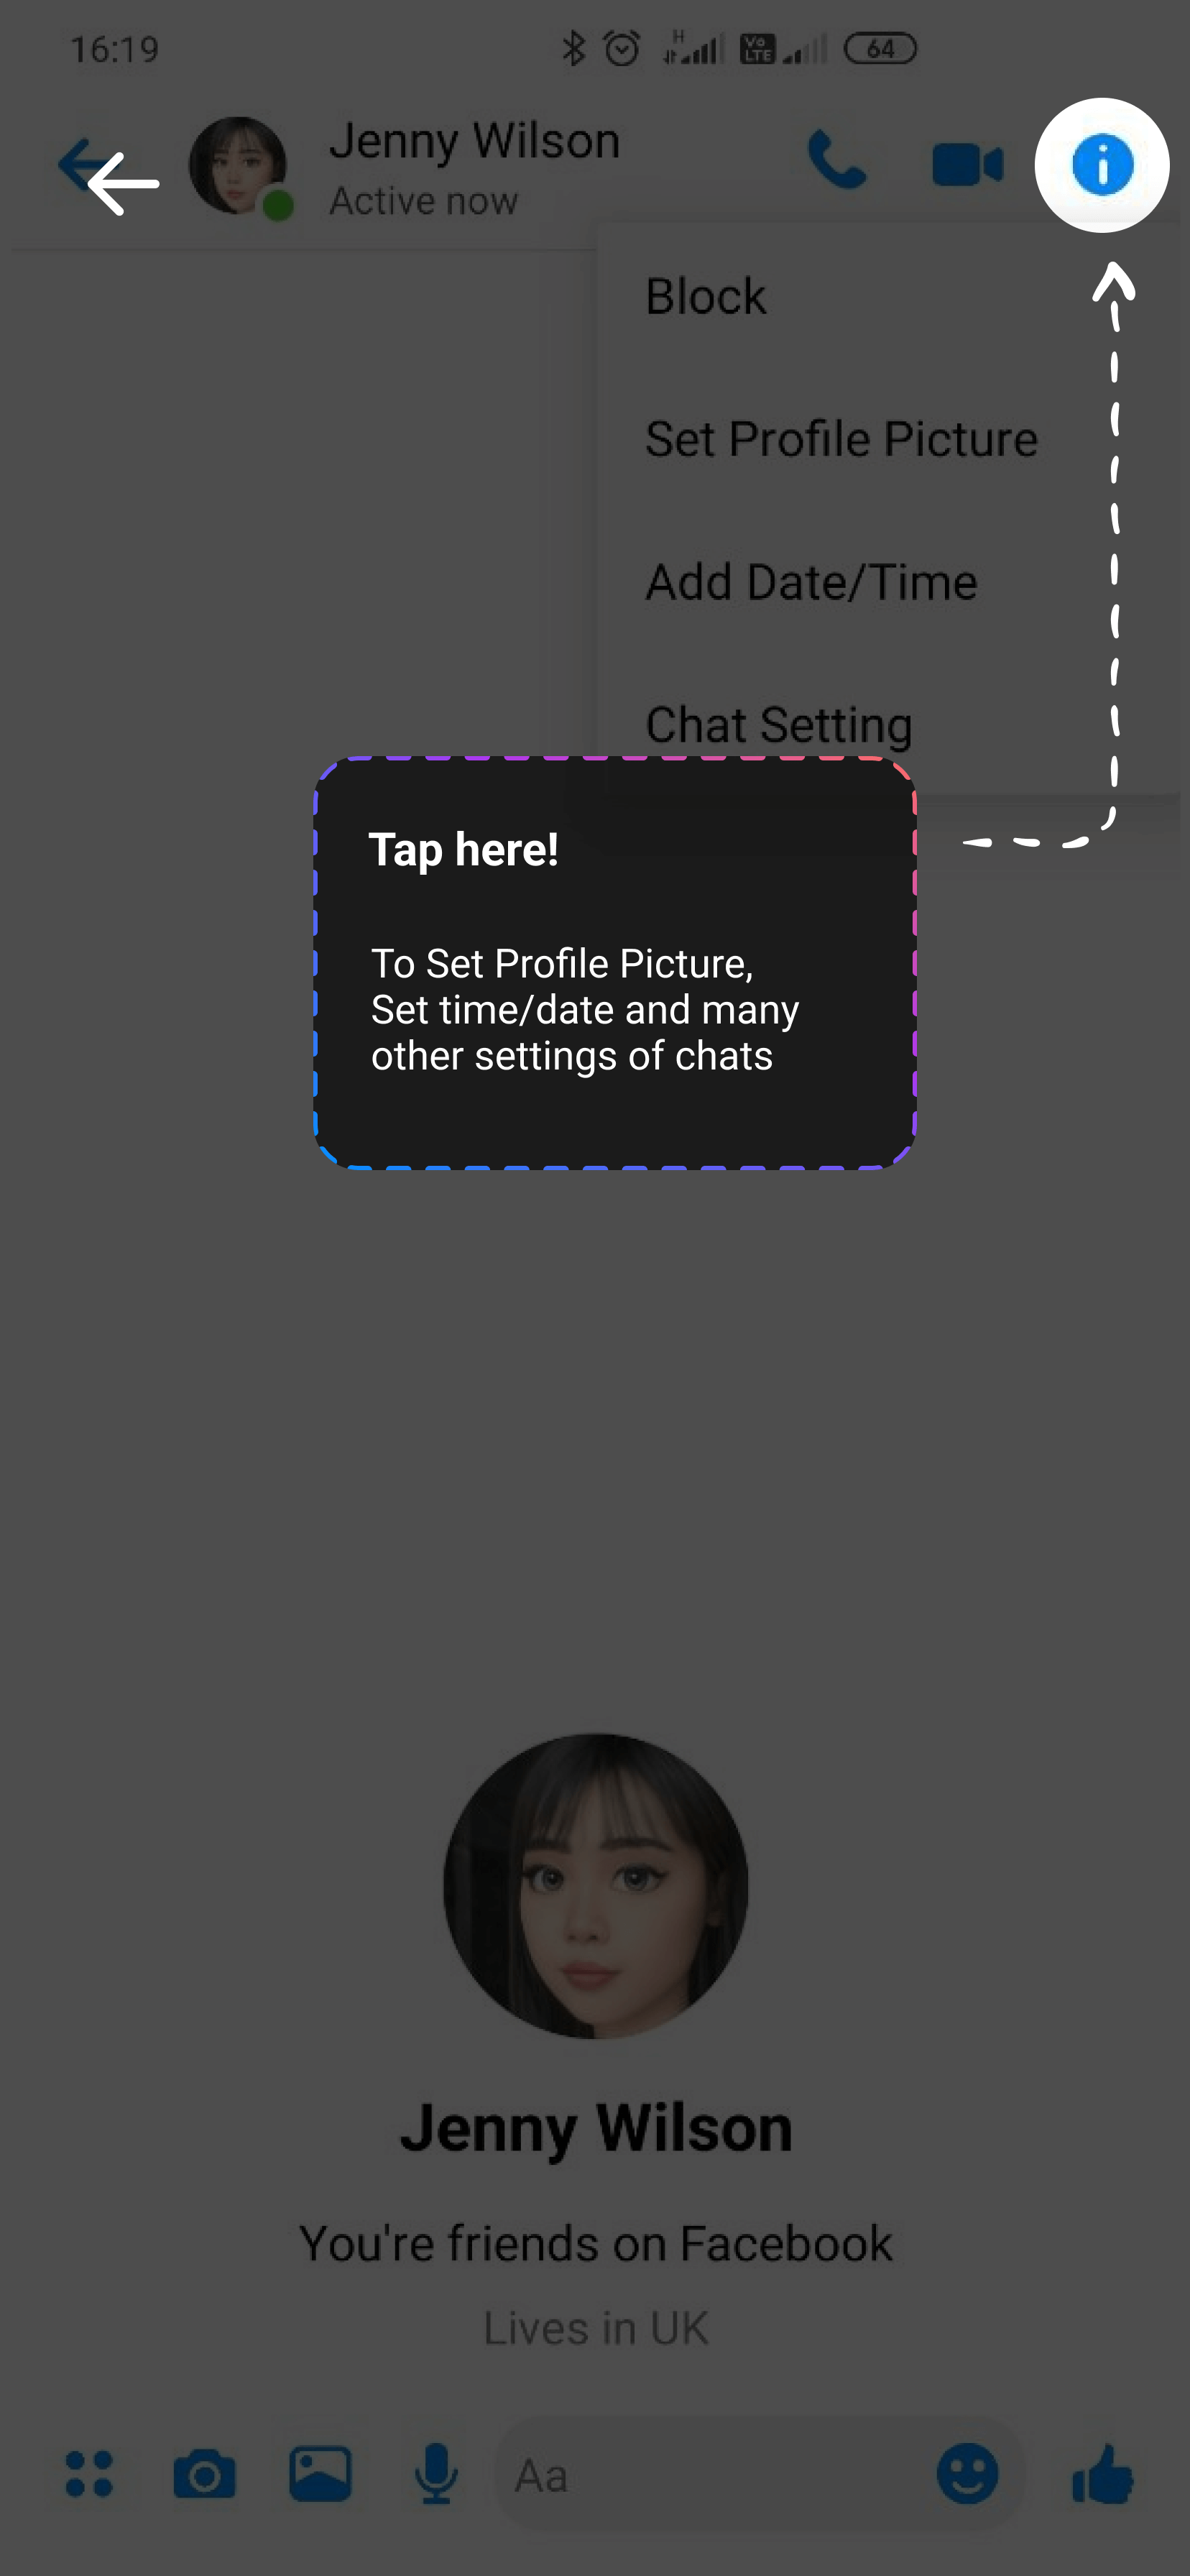 16:19
H
Vo
LTE
64
Jenny Wilson
Active now
Block
Set Profile Picture
Add Date/Time
Chat Setting
Tap here!
To Set Profile Picture,
Set time/date and many
other settings of chats
Jenny Wilson
You're friends on Facebook
Lives in UK
Aa